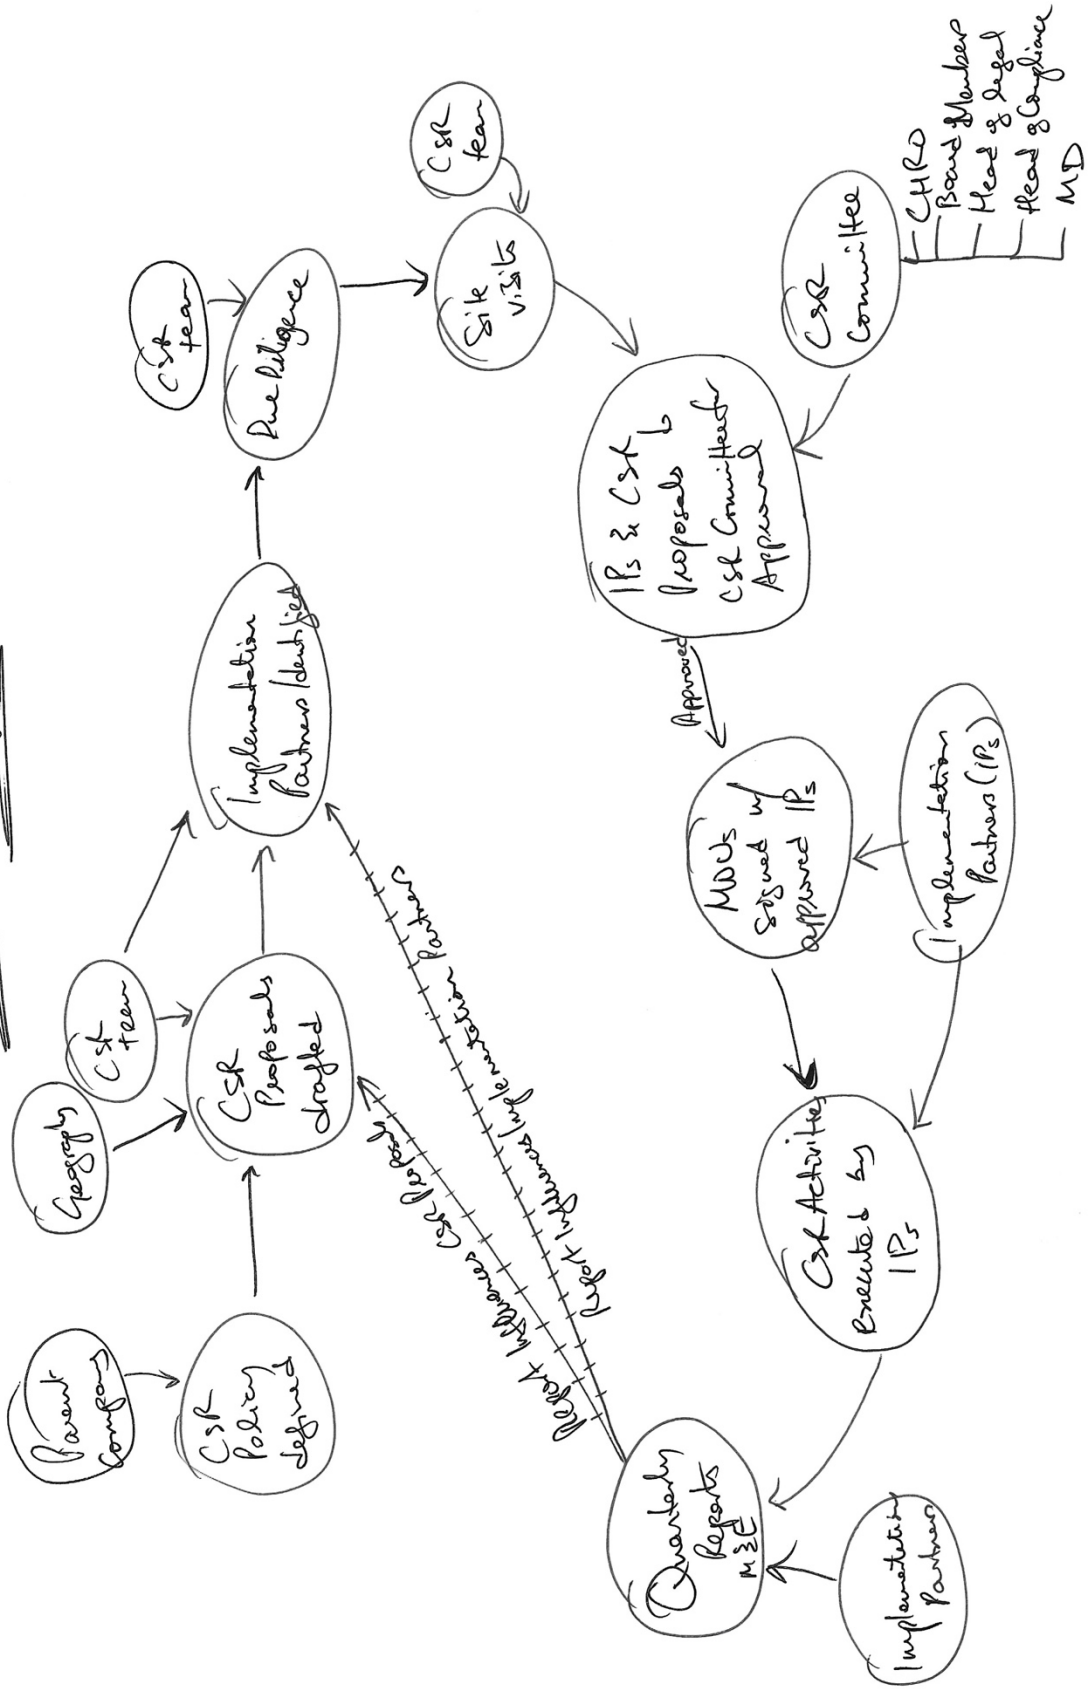 Parent
Company
CSR
Policy
defined
Geography
CSR
team
CSR
Proposals
drafted
Implementation
Partners Identified
CSR
team
Due Diligence
CSR
team
Site
visits
IPs & CSR
Proposals to
CSR Committee for
Approval
CSR
Committee
CHRO
Board Members
Head of legal
Head of Compliance
MD
Approved
MOUs
signed w/
approved IPs
Implementation
Partners (IPs)
CSR Activities
Executed by
IPs
Quarterly
Reports
M&E
Implementation
Partners
Report Influences CSR Proposals
Report Influences Implementation Partners